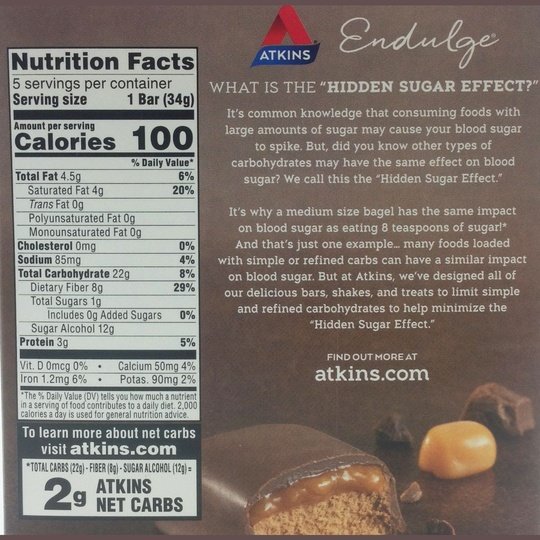 Nutrition Facts
5 servings per container
Serving size 1 Bar (34g)
Amount per serving
Calories 100
% Daily Value*
Total Fat 4.5g 6%
Saturated Fat 4g 20%
Trans Fat 0g
Polyunsaturated Fat 0g
Monounsaturated Fat 0g
Cholesterol 0mg 0%
Sodium 85mg 4%
Total Carbohydrate 22g 8%
Dietary Fiber 8g 29%
Total Sugars 1g
Includes 0g Added Sugars 0%
Sugar Alcohol 12g
Protein 3g 5%
Vit. D 0mcg 0% • Calcium 50mg 4%
Iron 1.2mg 6% • Potas. 90mg 2%
*The % Daily Value (DV) tells you how much a nutrient
in a serving of food contributes to a daily diet. 2,000
calories a day is used for general nutrition advice.
To learn more about net carbs
visit atkins.com
*TOTAL CARBS (22g) - FIBER (8g) - SUGAR ALCOHOL (12g) =
2g ATKINS
NET CARBS
ATKINS
Endulge®
WHAT IS THE "HIDDEN SUGAR EFFECT?"
It's common knowledge that consuming foods with
large amounts of sugar may cause your blood sugar
to spike. But, did you know other types of
carbohydrates may have the same effect on blood
sugar? We call this the "Hidden Sugar Effect."
It's why a medium size bagel has the same impact
on blood sugar as eating 8 teaspoons of sugar!*
And that's just one example... many foods loaded
with simple or refined carbs can have a similar impact
on blood sugar. But at Atkins, we've designed all of
our delicious bars, shakes, and treats to limit simple
and refined carbohydrates to help minimize the
"Hidden Sugar Effect."
FIND OUT MORE AT
atkins.com